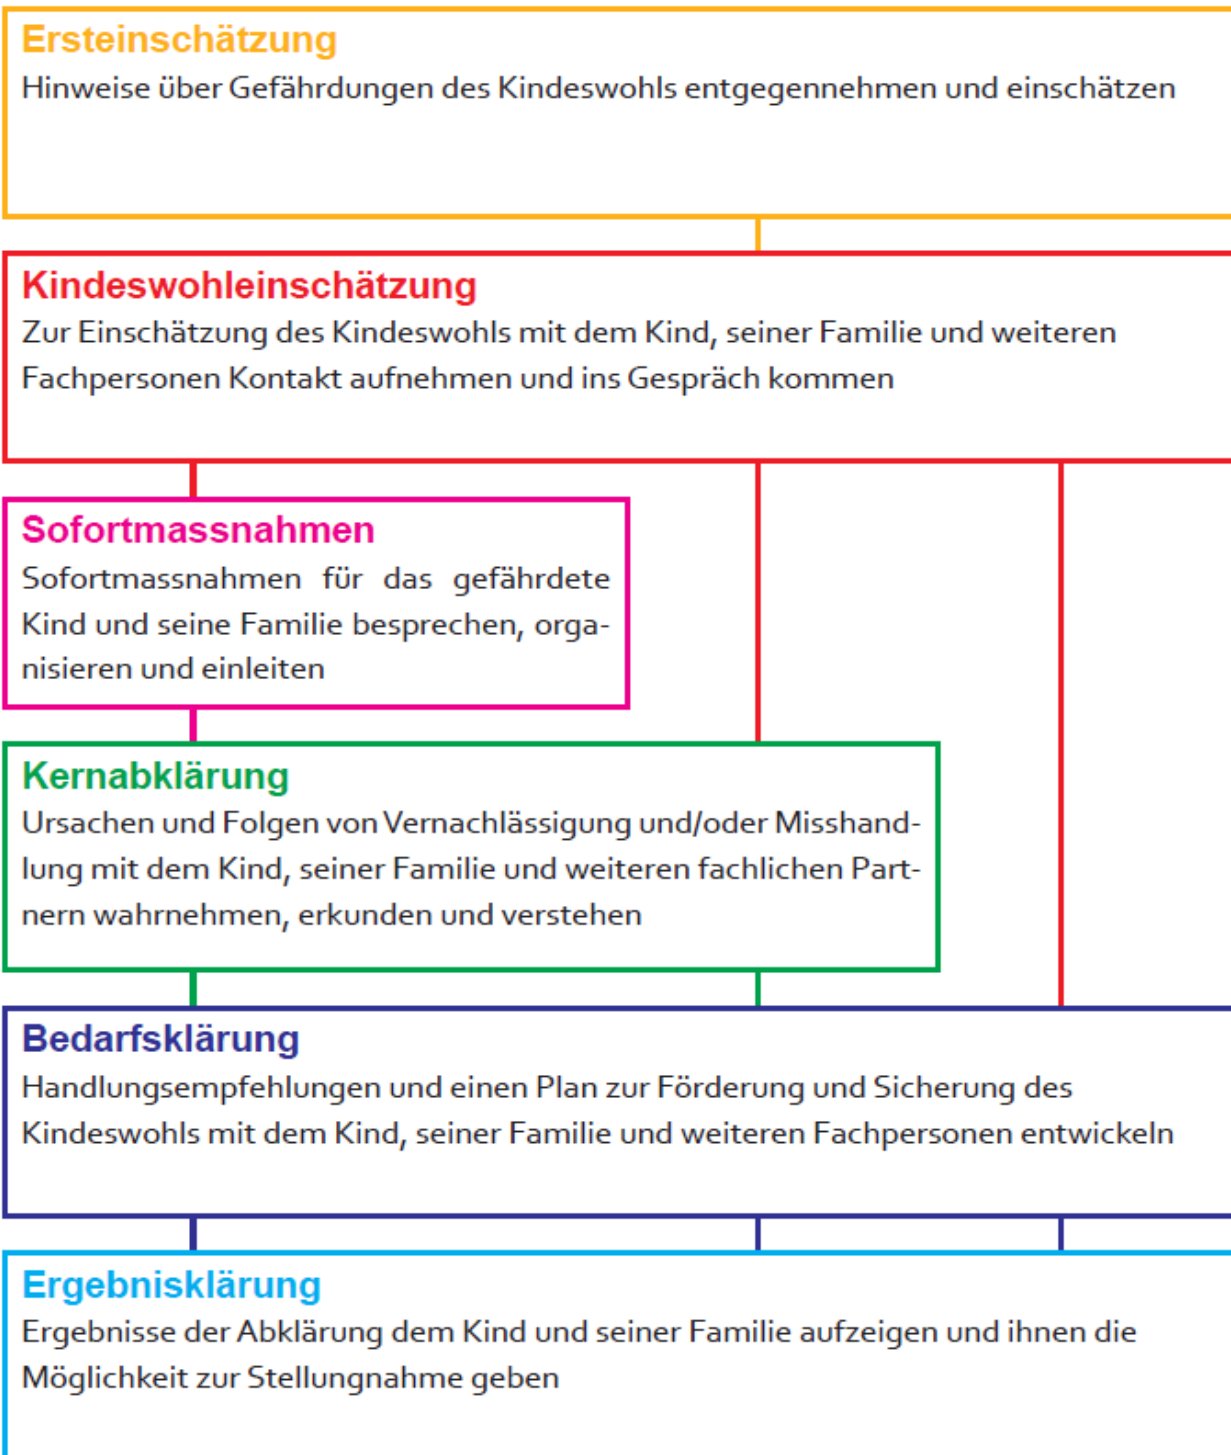 Ersteinschätzung
Hinweise über Gefährdungen des Kindeswohls entgegennehmen und einschätzen
Kindeswohleinschätzung
Zur Einschätzung des Kindeswohls mit dem Kind, seiner Familie und weiteren
Fachpersonen Kontakt aufnehmen und ins Gespräch kommen
Sofortmassnahmen
Sofortmassnahmen für das gefährdete
Kind und seine Familie besprechen, orga-
nisieren und einleiten
Kernabklärung
Ursachen und Folgen von Vernachlässigung und/oder Misshand-
lung mit dem Kind, seiner Familie und weiteren fachlichen Part-
nern wahrnehmen, erkunden und verstehen
Bedarfsklärung
Handlungsempfehlungen und einen Plan zur Förderung und Sicherung des
Kindeswohls mit dem Kind, seiner Familie und weiteren Fachpersonen entwickeln
Ergebnisklärung
Ergebnisse der Abklärung dem Kind und seiner Familie aufzeigen und ihnen die
Möglichkeit zur Stellungnahme geben